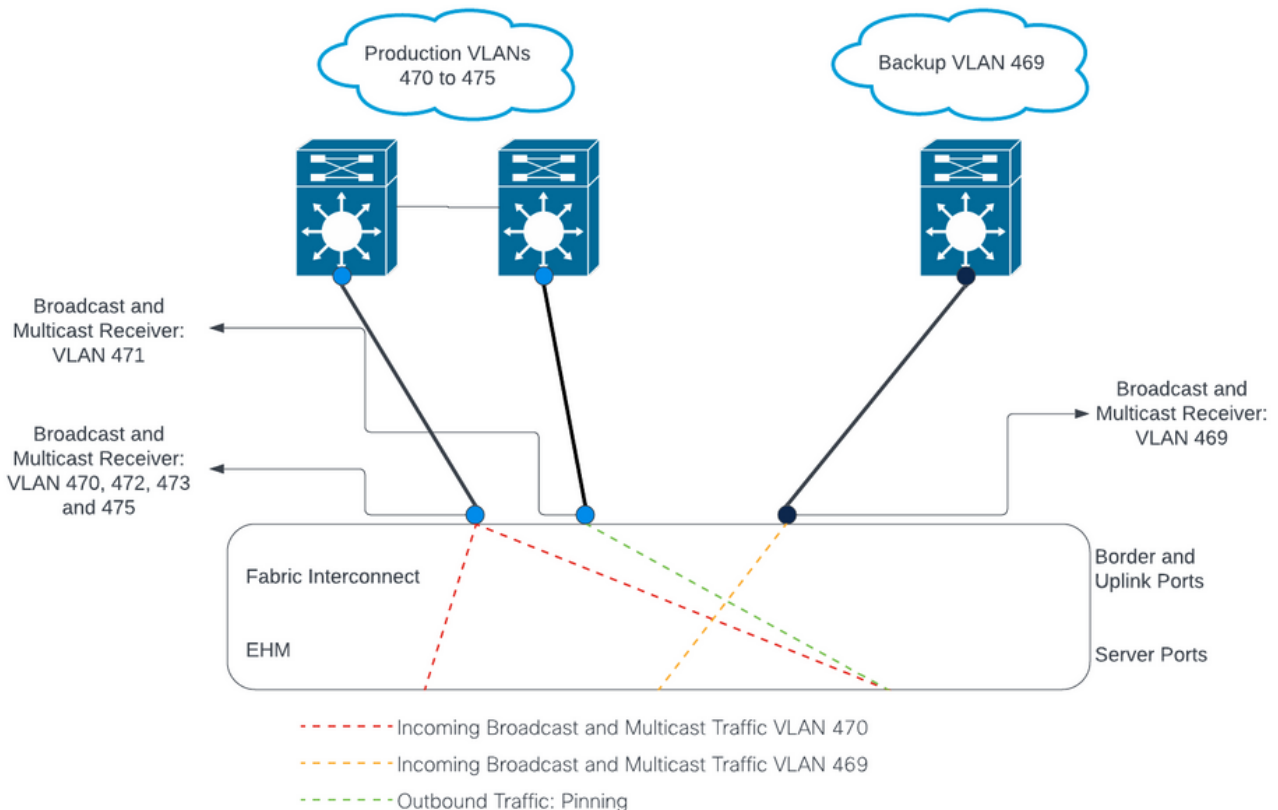 Production VLANs
470 to 475
Backup VLAN 469
Broadcast and
Multicast Receiver:
VLAN 471
Broadcast and
Multicast Receiver:
VLAN 469
Broadcast and
Multicast Receiver:
VLAN 470, 472, 473
and 475
Fabric Interconnect
Border and
Uplink Ports
EHM
Server Ports
Incoming Broadcast and Multicast Traffic VLAN 470
Incoming Broadcast and Multicast Traffic VLAN 469
Outbound Traffic: Pinning